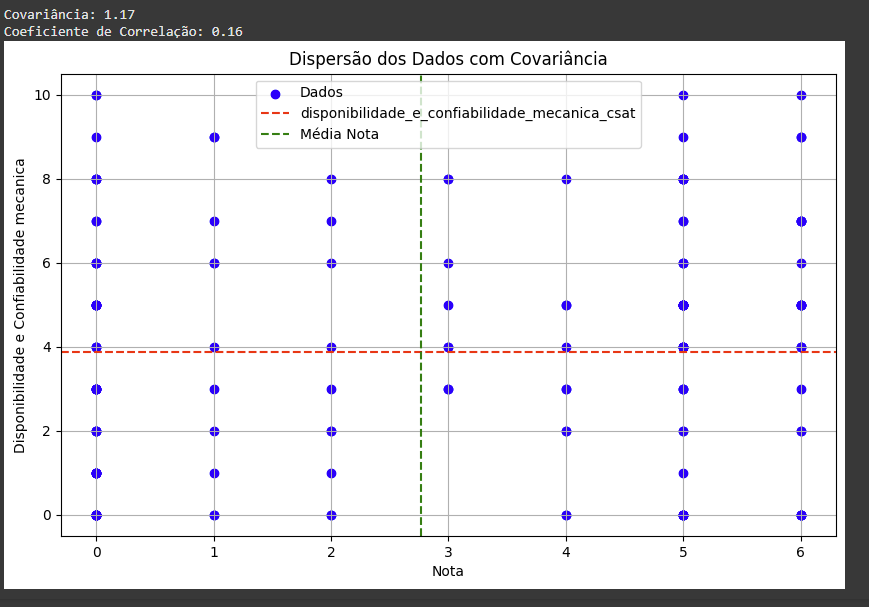 Covariância: 1.17
Coeficiente de Correlação: 0.16
Dispersão dos Dados com Covariância
Dados
disponibilidade_e_confiabilidade_mecanica_csat
Média Nota
Disponibilidade e Confiabilidade mecanica
10
8
6
4
2
0
0 1 2 3 4 5 6
Nota